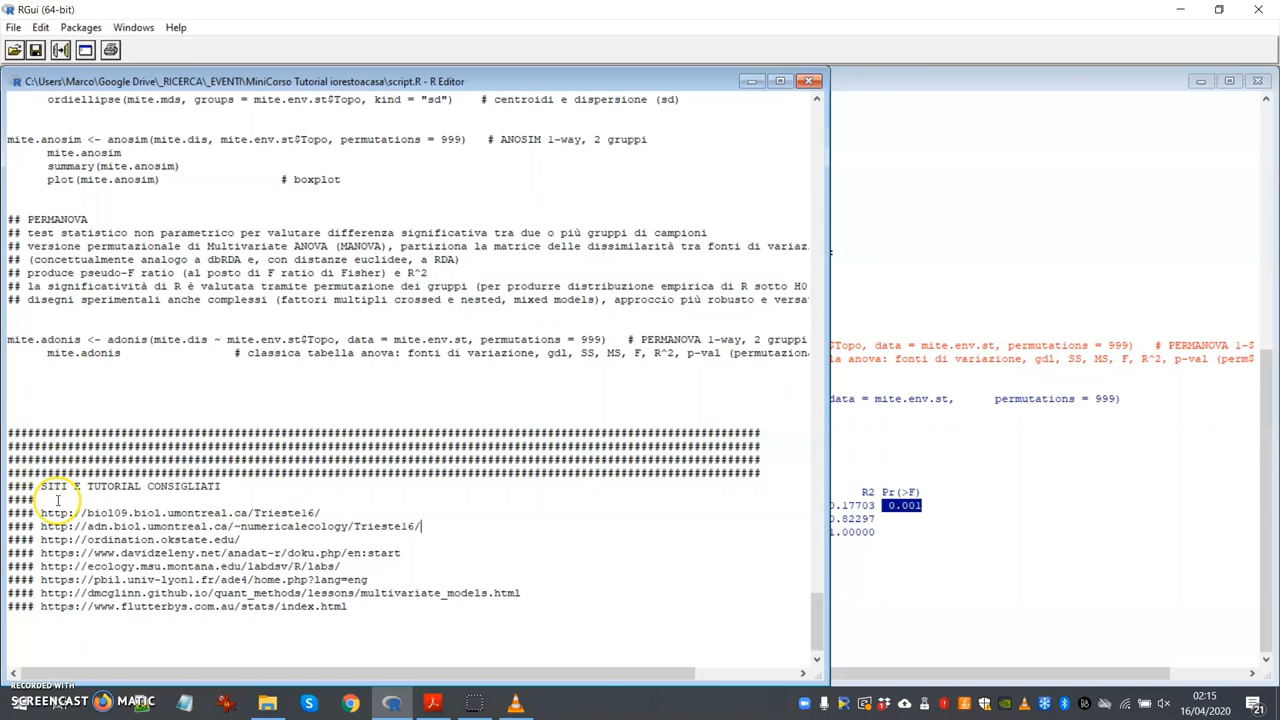 RGui (64-bit)
File Edit Packages Windows Help
C:\Users\Marco\Google Drive\_RICERCA\_EVENTI\MiniCorso Tutorial iorestoacasa\script.R - R Editor
ordiellipse(mite.mds, groups = mite.env.st$Topo, kind = "sd") # centroidi e dispersione (sd)
mite.anosim <- anosim(mite.dis, mite.env.st$Topo, permutations = 999) # ANOSIM 1-way, 2 gruppi
mite.anosim
summary(mite.anosim)
plot(mite.anosim) # boxplot
## PERMANOVA
## test statistico non parametrico per valutare differenza significativa tra due o più gruppi di campioni
## versione permutazionale di Multivariate ANOVA (MANOVA), partiziona la matrice delle dissimilarità tra fonti di variaz
## (concettualmente analogo a dbRDA e, con distanze euclidee, a RDA)
## produce pseudo-F ratio (al posto di F ratio di Fisher) e R^2
## la significatività di R è valutata tramite permutazione dei gruppi (per produrre distribuzione empirica di R sotto H0
## disegni sperimentali anche complessi (fattori multipli crossed e nested, mixed models), approccio più robusto e versa
mite.adonis <- adonis(mite.dis ~ mite.env.st$Topo, data = mite.env.st, permutations = 999) # PERMANOVA 1-way, 2 gruppi
mite.adonis # classica tabella anova: fonti di variazione, gdl, SS, MS, F, R^2, p-val (permutazion
##############################################################################################################
##############################################################################################################
##############################################################################################################
##############################################################################################################
#### SITI E TUTORIAL CONSIGLIATI
####
#### http://biol09.biol.umontreal.ca/Trieste16/
#### http://adn.biol.umontreal.ca/~numericalecology/Trieste16/
#### http://ordination.okstate.edu/
#### https://www.davidzeleny.net/anadat-r/doku.php/en:start
#### http://ecology.msu.montana.edu/labdsv/R/labs/
#### https://pbil.univ-lyon1.fr/ade4/home.php?lang=eng
#### http://dmcglinn.github.io/quant_methods/lessons/multivariate_models.html
#### https://www.flutterbys.com.au/stats/index.html
:
$Topo, data = mite.env.st, permutations = 999) # PERMANOVA 1-$
la anova: fonti di variazione, gdl, SS, MS, F, R^2, p-val (perm$
data = mite.env.st, permutations = 999)
R2 Pr(>F)
0.17703 0.001
0.82297
1.00000
RECORDED WITH
SCREENCAST MATIC
02:15
16/04/2020
21